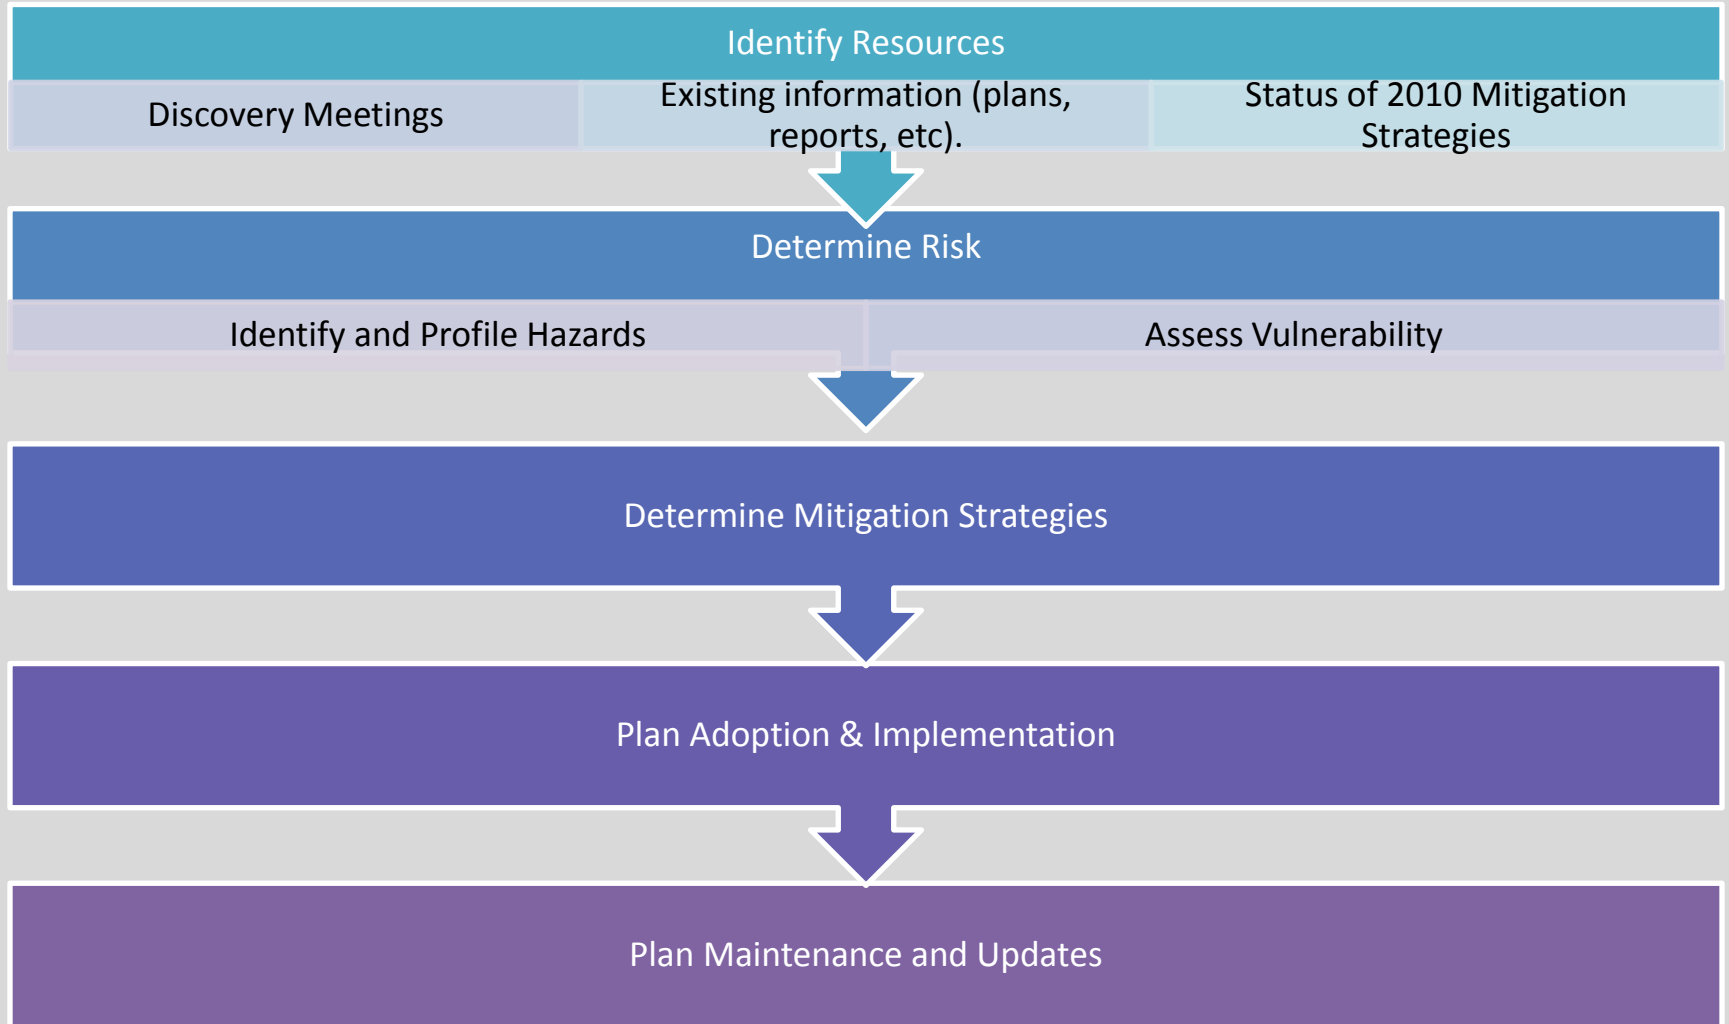 Identify Resources
Discovery Meetings
Existing information (plans,
reports, etc).
Status of 2010 Mitigation
Strategies
Determine Risk
Identify and Profile Hazards
Assess Vulnerability
Determine Mitigation Strategies
Plan Adoption & Implementation
Plan Maintenance and Updates